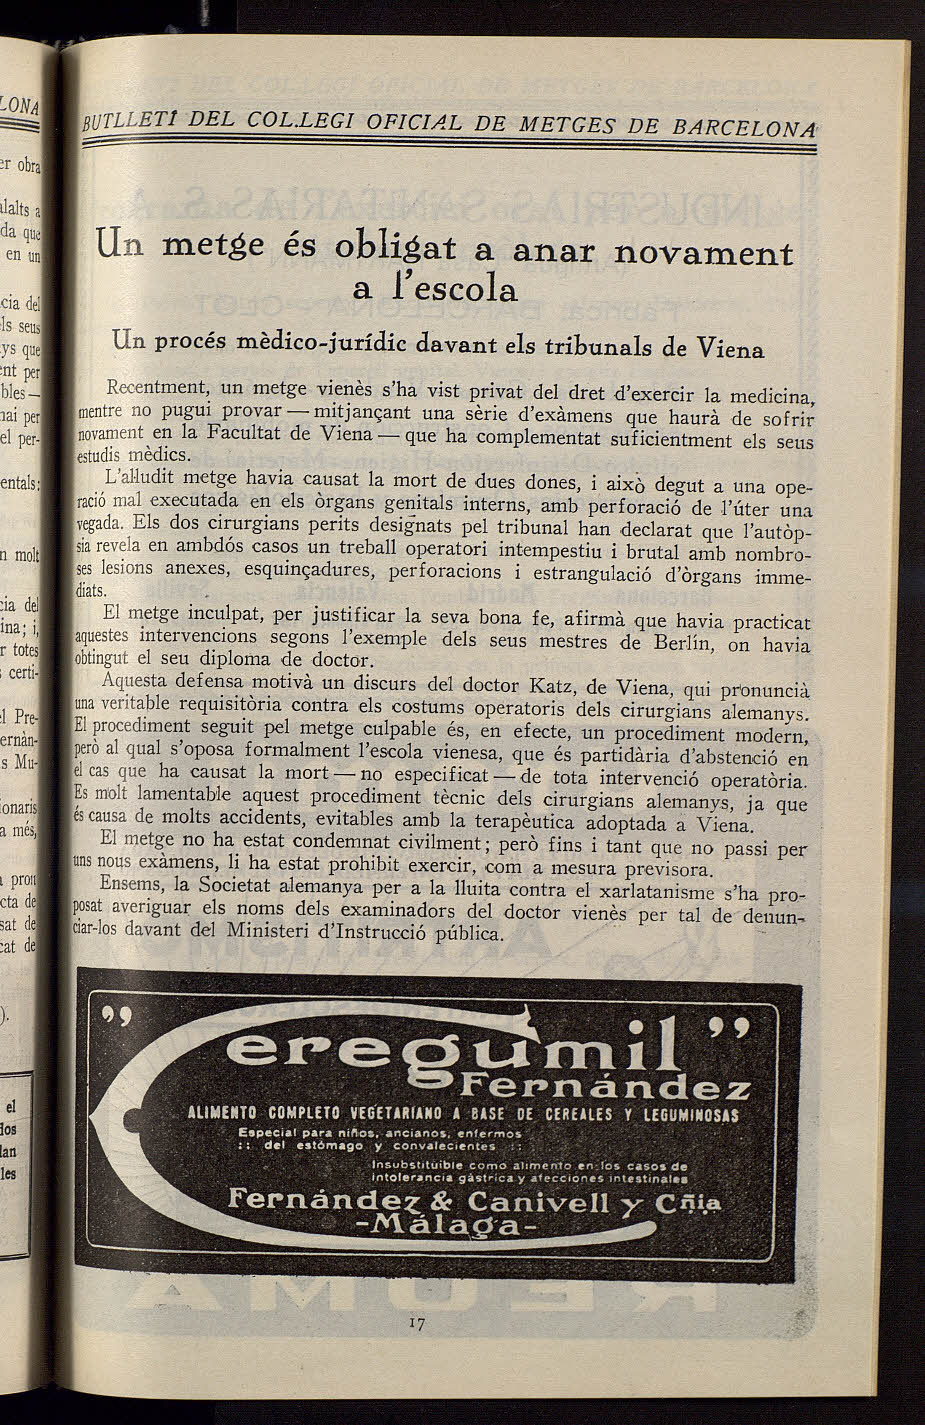 BUTLLETÍ DEL COL.LEGI OFICIAL DE METGES DE BARCELONA
Un metge és obligat a anar novament
a l'escola
Un procés mèdico-jurídic davant els tribunals de Viena
Recentment, un metge vienès s'ha vist privat del dret d'exercir la medicina,
mentre no pugui provar — mitjançant una sèrie d'exàmens que haurà de sofrir
novament en la Facultat de Viena — que ha complementat suficientment els seus
estudis mèdics.
L'al·ludit metge havia causat la mort de dues dones, i això degut a una ope-
ració mal executada en els òrgans genitals interns, amb perforació de l'úter una
vegada. Els dos cirurgians perits designats pel tribunal han declarat que l'autòp-
sia revela en ambdós casos un treball operatori intempestiu i brutal amb nombro-
ses lesions anexes, esquinçadures, perforacions i estrangulació d'òrgans imme-
diats.
El metge inculpat, per justificar la seva bona fe, afirmà que havia practicat
aquestes intervencions segons l'exemple dels seus mestres de Berlín, on havia
obtingut el seu diploma de doctor.
Aquesta defensa motivà un discurs del doctor Katz, de Viena, qui pronuncià
una veritable requisitòria contra els costums operatoris dels cirurgians alemanys.
El procediment seguit pel metge culpable és, en efecte, un procediment modern,
però al qual s'oposa formalment l'escola vienesa, que és partidària d'abstenció en
el cas que ha causat la mort — no especificat — de tota intervenció operatòria.
Es molt lamentable aquest procediment tècnic dels cirurgians alemanys, ja que
és causa de molts accidents, evitables amb la terapèutica adoptada a Viena.
El metge no ha estat condemnat civilment; però fins i tant que no passi per
uns nous exàmens, li ha estat prohibit exercir, com a mesura previsora.
Ensems, la Societat alemanya per a la lluita contra el xarlatanisme s'ha pro-
posat averiguar els noms dels examinadors del doctor vienès per tal de denun-
ciar-los davant del Ministeri d'Instrucció pública.
"Ceregumil"
Fernández
ALIMENTO COMPLETO VEGETARIANO A BASE DE CEREALES Y LEGUMINOSAS
Especial para niños, ancianos, enfermos
:: del estómago y convalecientes ::
Insubstituible como alimento en los casos de
intolerancia gástrica y afecciones intestinales
Fernández & Canivell y Cñia
-Málaga-
17